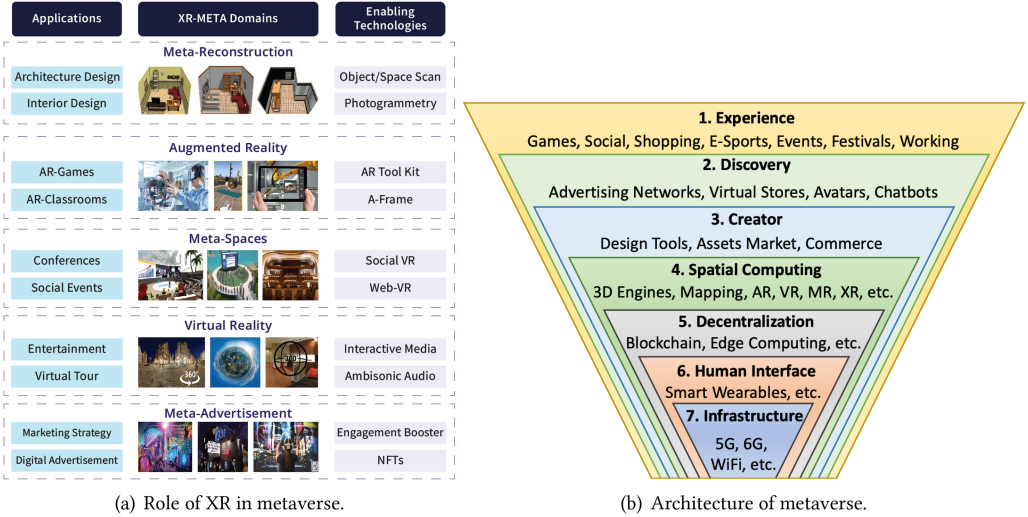 Applications
XR-META Domains
Enabling
Technologies
Meta-Reconstruction
Architecture Design
Interior Design
Object/Space Scan
Photogrammetry
Augmented Reality
AR-Games
AR-Classrooms
AR Tool Kit
A-Frame
Meta-Spaces
Conferences
Social Events
Social VR
Web-VR
Virtual Reality
Entertainment
Virtual Tour
360°
360°
Interactive Media
Ambisonic Audio
Meta-Advertisement
Marketing Strategy
Digital Advertisement
Engagement Booster
NFTs
(a) Role of XR in metaverse.
1. Experience
Games, Social, Shopping, E-Sports, Events, Festivals, Working
2. Discovery
Advertising Networks, Virtual Stores, Avatars, Chatbots
3. Creator
Design Tools, Assets Market, Commerce
4. Spatial Computing
3D Engines, Mapping, AR, VR, MR, XR, etc.
5. Decentralization
Blockchain, Edge Computing, etc.
6. Human Interface
Smart Wearables, etc.
7. Infrastructure
5G, 6G,
WiFi, etc.
(b) Architecture of metaverse.